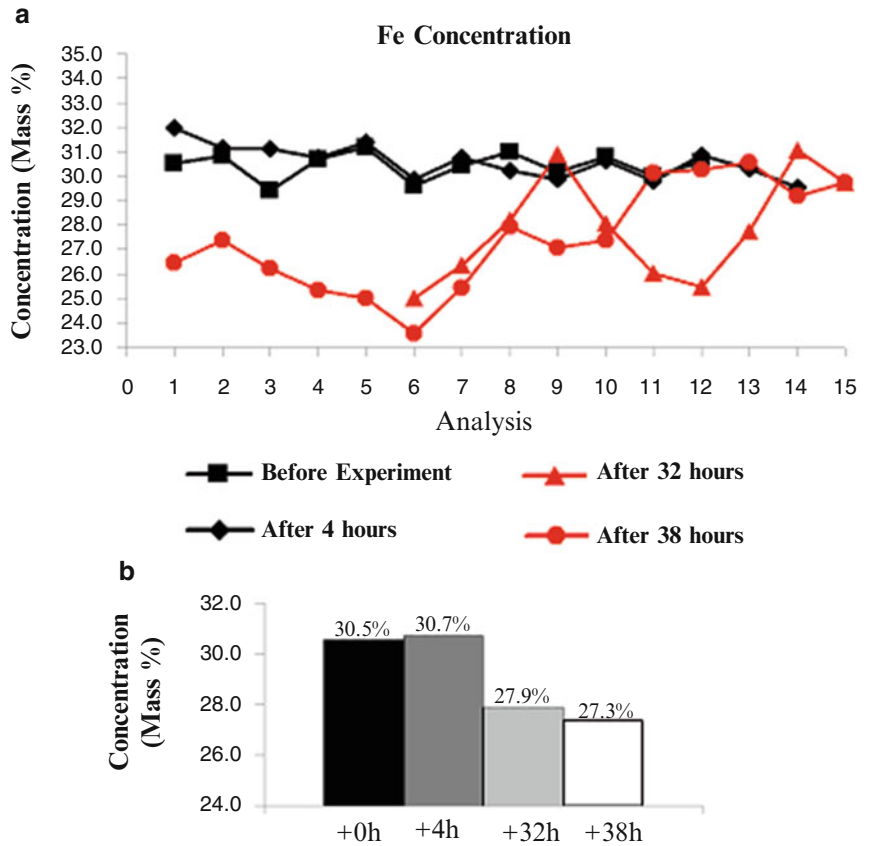 a
Fe Concentration
Concentration (Mass %)
35.0
34.0
33.0
32.0
31.0
30.0
29.0
28.0
27.0
26.0
25.0
24.0
23.0
0 1 2 3 4 5 6 7 8 9 10 11 12 13 14 15
Analysis
Before Experiment
After 32 hours
After 4 hours
After 38 hours
b
Concentration
(Mass %)
32.0
30.0
28.0
26.0
24.0
30.5%
30.7%
27.9%
27.3%
+0h +4h +32h +38h